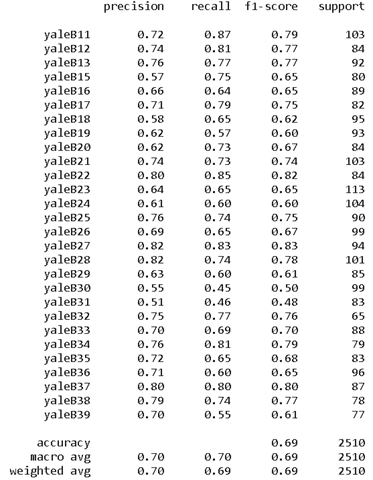 precision recall f1-score support
yaleB11 0.72 0.87 0.79 103
yaleB12 0.74 0.81 0.77 84
yaleB13 0.76 0.77 0.77 92
yaleB15 0.57 0.75 0.65 80
yaleB16 0.66 0.64 0.65 89
yaleB17 0.71 0.79 0.75 82
yaleB18 0.58 0.65 0.62 95
yaleB19 0.62 0.57 0.60 93
yaleB20 0.62 0.73 0.67 84
yaleB21 0.74 0.73 0.74 103
yaleB22 0.80 0.85 0.82 84
yaleB23 0.64 0.65 0.65 113
yaleB24 0.61 0.60 0.60 104
yaleB25 0.76 0.74 0.75 90
yaleB26 0.69 0.65 0.67 99
yaleB27 0.82 0.83 0.83 94
yaleB28 0.82 0.74 0.78 101
yaleB29 0.63 0.60 0.61 85
yaleB30 0.55 0.45 0.50 99
yaleB31 0.51 0.46 0.48 83
yaleB32 0.75 0.77 0.76 65
yaleB33 0.70 0.69 0.70 88
yaleB34 0.76 0.81 0.79 79
yaleB35 0.72 0.65 0.68 83
yaleB36 0.71 0.60 0.65 96
yaleB37 0.80 0.80 0.80 87
yaleB38 0.79 0.74 0.77 78
yaleB39 0.70 0.55 0.61 77
accuracy 0.69 2510
macro avg 0.70 0.70 0.69 2510
weighted avg 0.70 0.69 0.69 2510